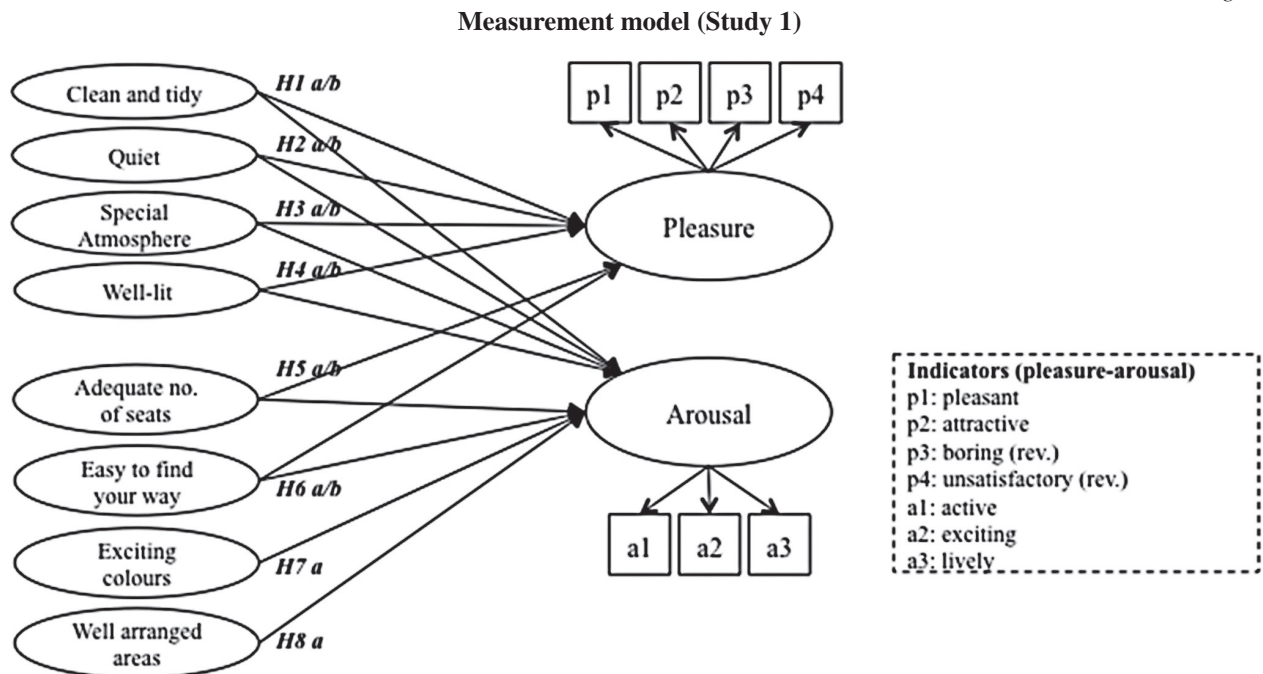 Measurement model (Study 1)
Clean and tidy
H1 a/b
p1
p2
p3
p4
Quiet
H2 a/b
Special
Atmosphere
H3 a/b
Pleasure
Well-lit
H4 a/b
Adequate no.
of seats
H5 a/b
Arousal
Easy to find
your way
H6 a/b
Exciting
colours
H7 a
a1
a2
a3
Well arranged
areas
H8 a
Indicators (pleasure-arousal)
p1: pleasant
p2: attractive
p3: boring (rev.)
p4: unsatisfactory (rev.)
a1: active
a2: exciting
a3: lively